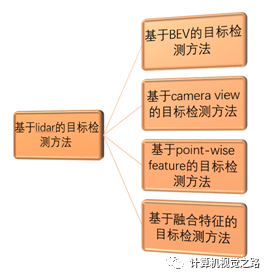 基于lidar的目标检
测方法
基于BEV的目标检
测方法
基于camera view
的目标检测方法
基于point-wise
feature的目标检
测方法
基于融合特征的
目标检测方法
计算机视觉之路